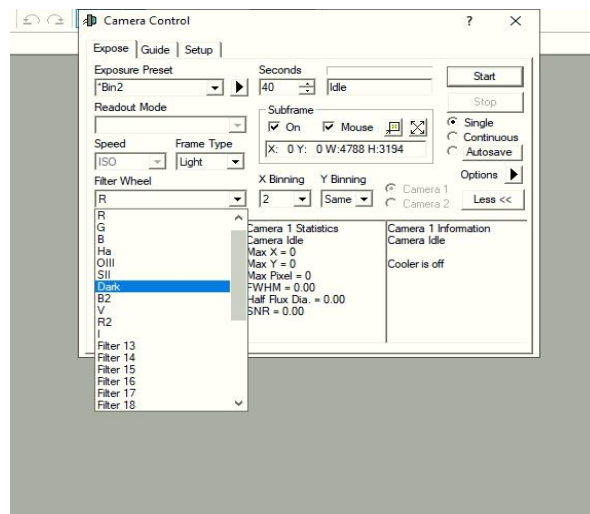 Camera Control ?
Expose Guide Setup
Exposure Preset
*Bin2
Seconds
40
Idle
Start
Stop
Readout Mode
Subframe
On Mouse
X: 0 Y: 0 W:4788 H:3194
Single
Continuous
Autosave
Speed Frame Type
ISO Light
Filter Wheel
R
X Binning Y Binning
2 Same
Camera 1
Camera 2
Options
Less <<
R
G
B
Ha
OIII
SII
Dark
B2
V
R2
I
Filter 13
Filter 14
Filter 15
Filter 16
Filter 17
Filter 18
Camera 1 Statistics
Camera Idle
Max X = 0
Max Y = 0
Max Pixel = 0
FWHM = 0.00
Half Flux Dia. = 0.00
SNR = 0.00
Camera 1 Information
Camera Idle
Cooler is off